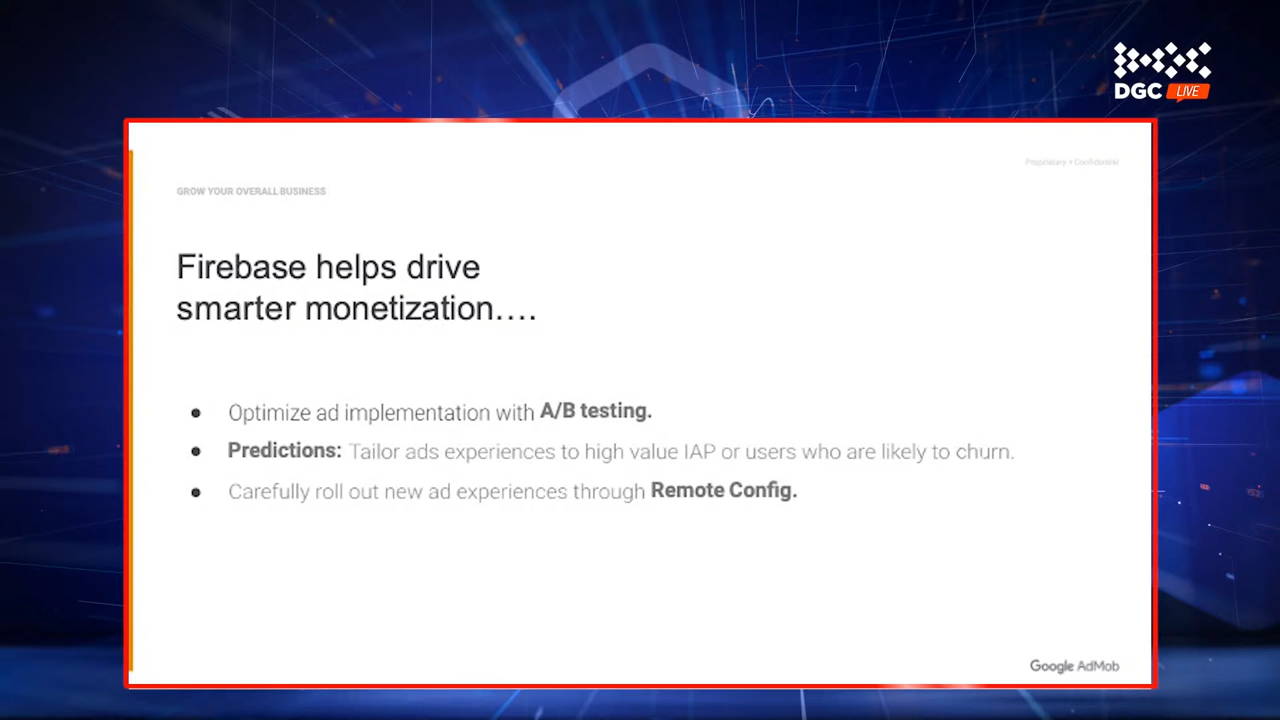 DGC LIVE
Proprietary + Confidential
GROW YOUR OVERALL BUSINESS
Firebase helps drive
smarter monetization….
● Optimize ad implementation with A/B testing.
● Predictions: Tailor ads experiences to high value IAP or users who are likely to churn.
● Carefully roll out new ad experiences through Remote Config.
Google AdMob